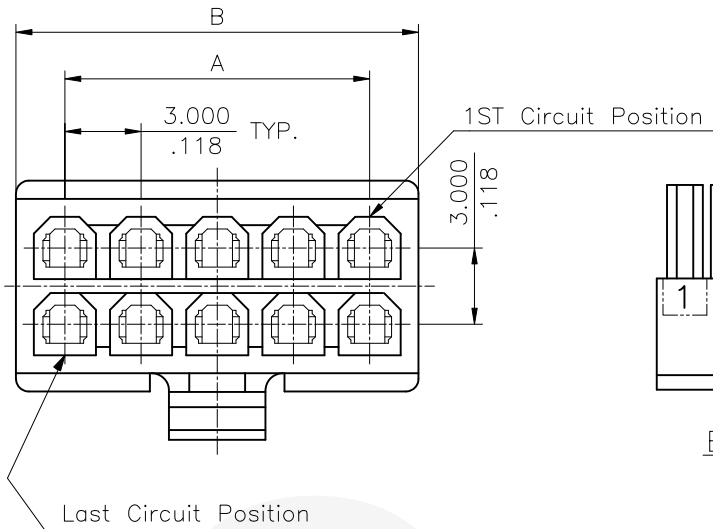 B
A
3.000
.118
TYP.
1ST Circuit Position
3.000
.118
1
Last Circuit Position